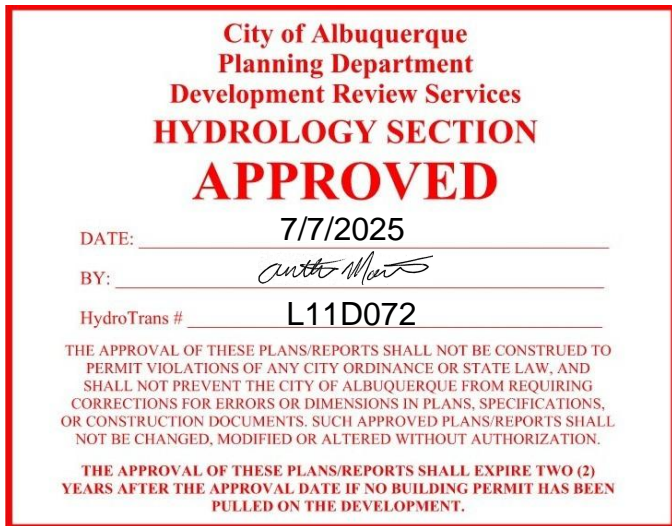 City of Albuquerque
Planning Department
Development Review Services
HYDROLOGY SECTION
APPROVED
DATE: 7/7/2025
BY:
HydroTrans # L11D072
THE APPROVAL OF THESE PLANS/REPORTS SHALL NOT BE CONSTRUED TO
PERMIT VIOLATIONS OF ANY CITY ORDINANCE OR STATE LAW, AND
SHALL NOT PREVENT THE CITY OF ALBUQUERQUE FROM REQUIRING
CORRECTIONS FOR ERRORS OR DIMENSIONS IN PLANS, SPECIFICATIONS,
OR CONSTRUCTION DOCUMENTS. SUCH APPROVED PLANS/REPORTS SHALL
NOT BE CHANGED, MODIFIED OR ALTERED WITHOUT AUTHORIZATION.
THE APPROVAL OF THESE PLANS/REPORTS SHALL EXPIRE TWO (2)
YEARS AFTER THE APPROVAL DATE IF NO BUILDING PERMIT HAS BEEN
PULLED ON THE DEVELOPMENT.